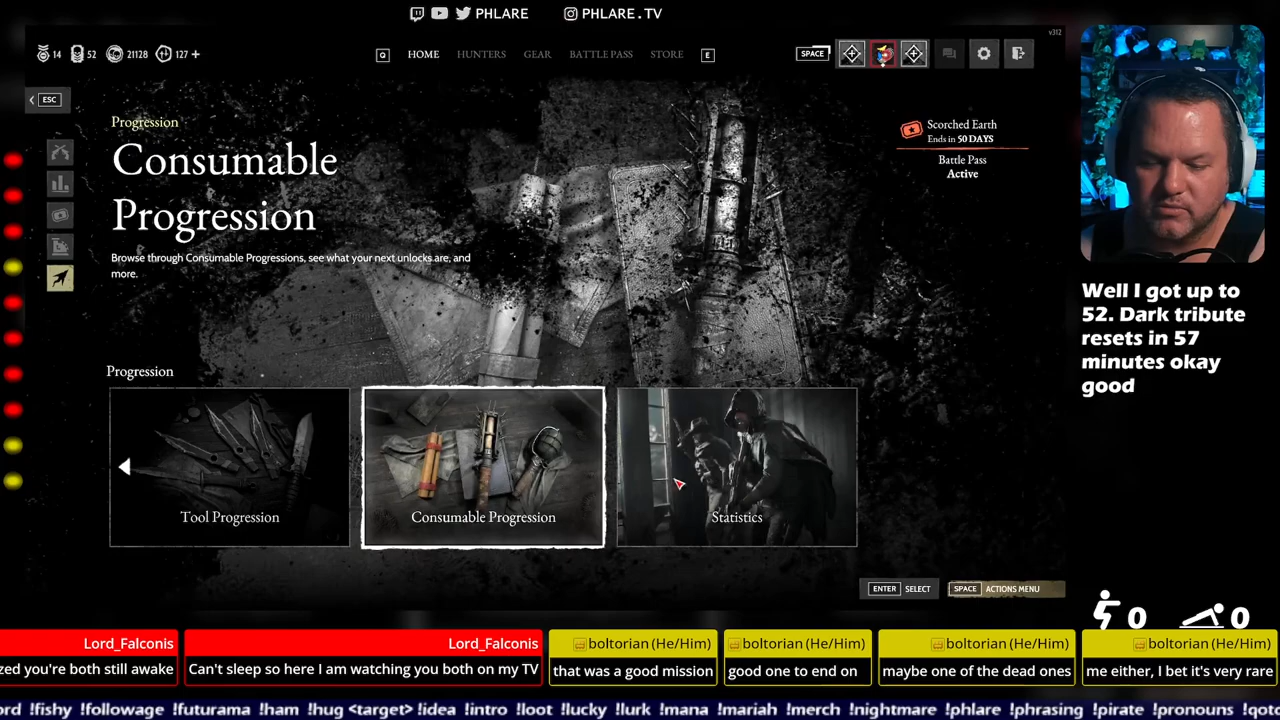 PHLARE PHLARE.TV
v312
14 52 21128 127 +
Q HOME HUNTERS GEAR BATTLE PASS STORE E
SPACE
ESC
Progression
Consumable
Progression
Browse through Consumable Progressions, see what your next unlocks are, and
more.
Scorched Earth
Ends in 50 DAYS
Battle Pass
Active
Well I got up to
52. Dark tribute
resets in 57
minutes okay
good
Progression
Tool Progression
Consumable Progression
Statistics
ENTER SELECT SPACE ACTIONS MENU
0 0
Lord_Falconis
zed you're both still awake
Lord_Falconis
Can't sleep so here I am watching you both on my TV
boltorian (He/Him)
that was a good mission
boltorian (He/Him)
good one to end on
boltorian (He/Him)
maybe one of the dead ones
boltorian (He/Him)
me either, I bet it's very rare
ord !fishy !followage !futurama !ham !hug <target> !idea !intro !loot !lucky !lurk !mana !mariah !merch !nightmare !phlare !phrasing !pirate !pronouns !qoto